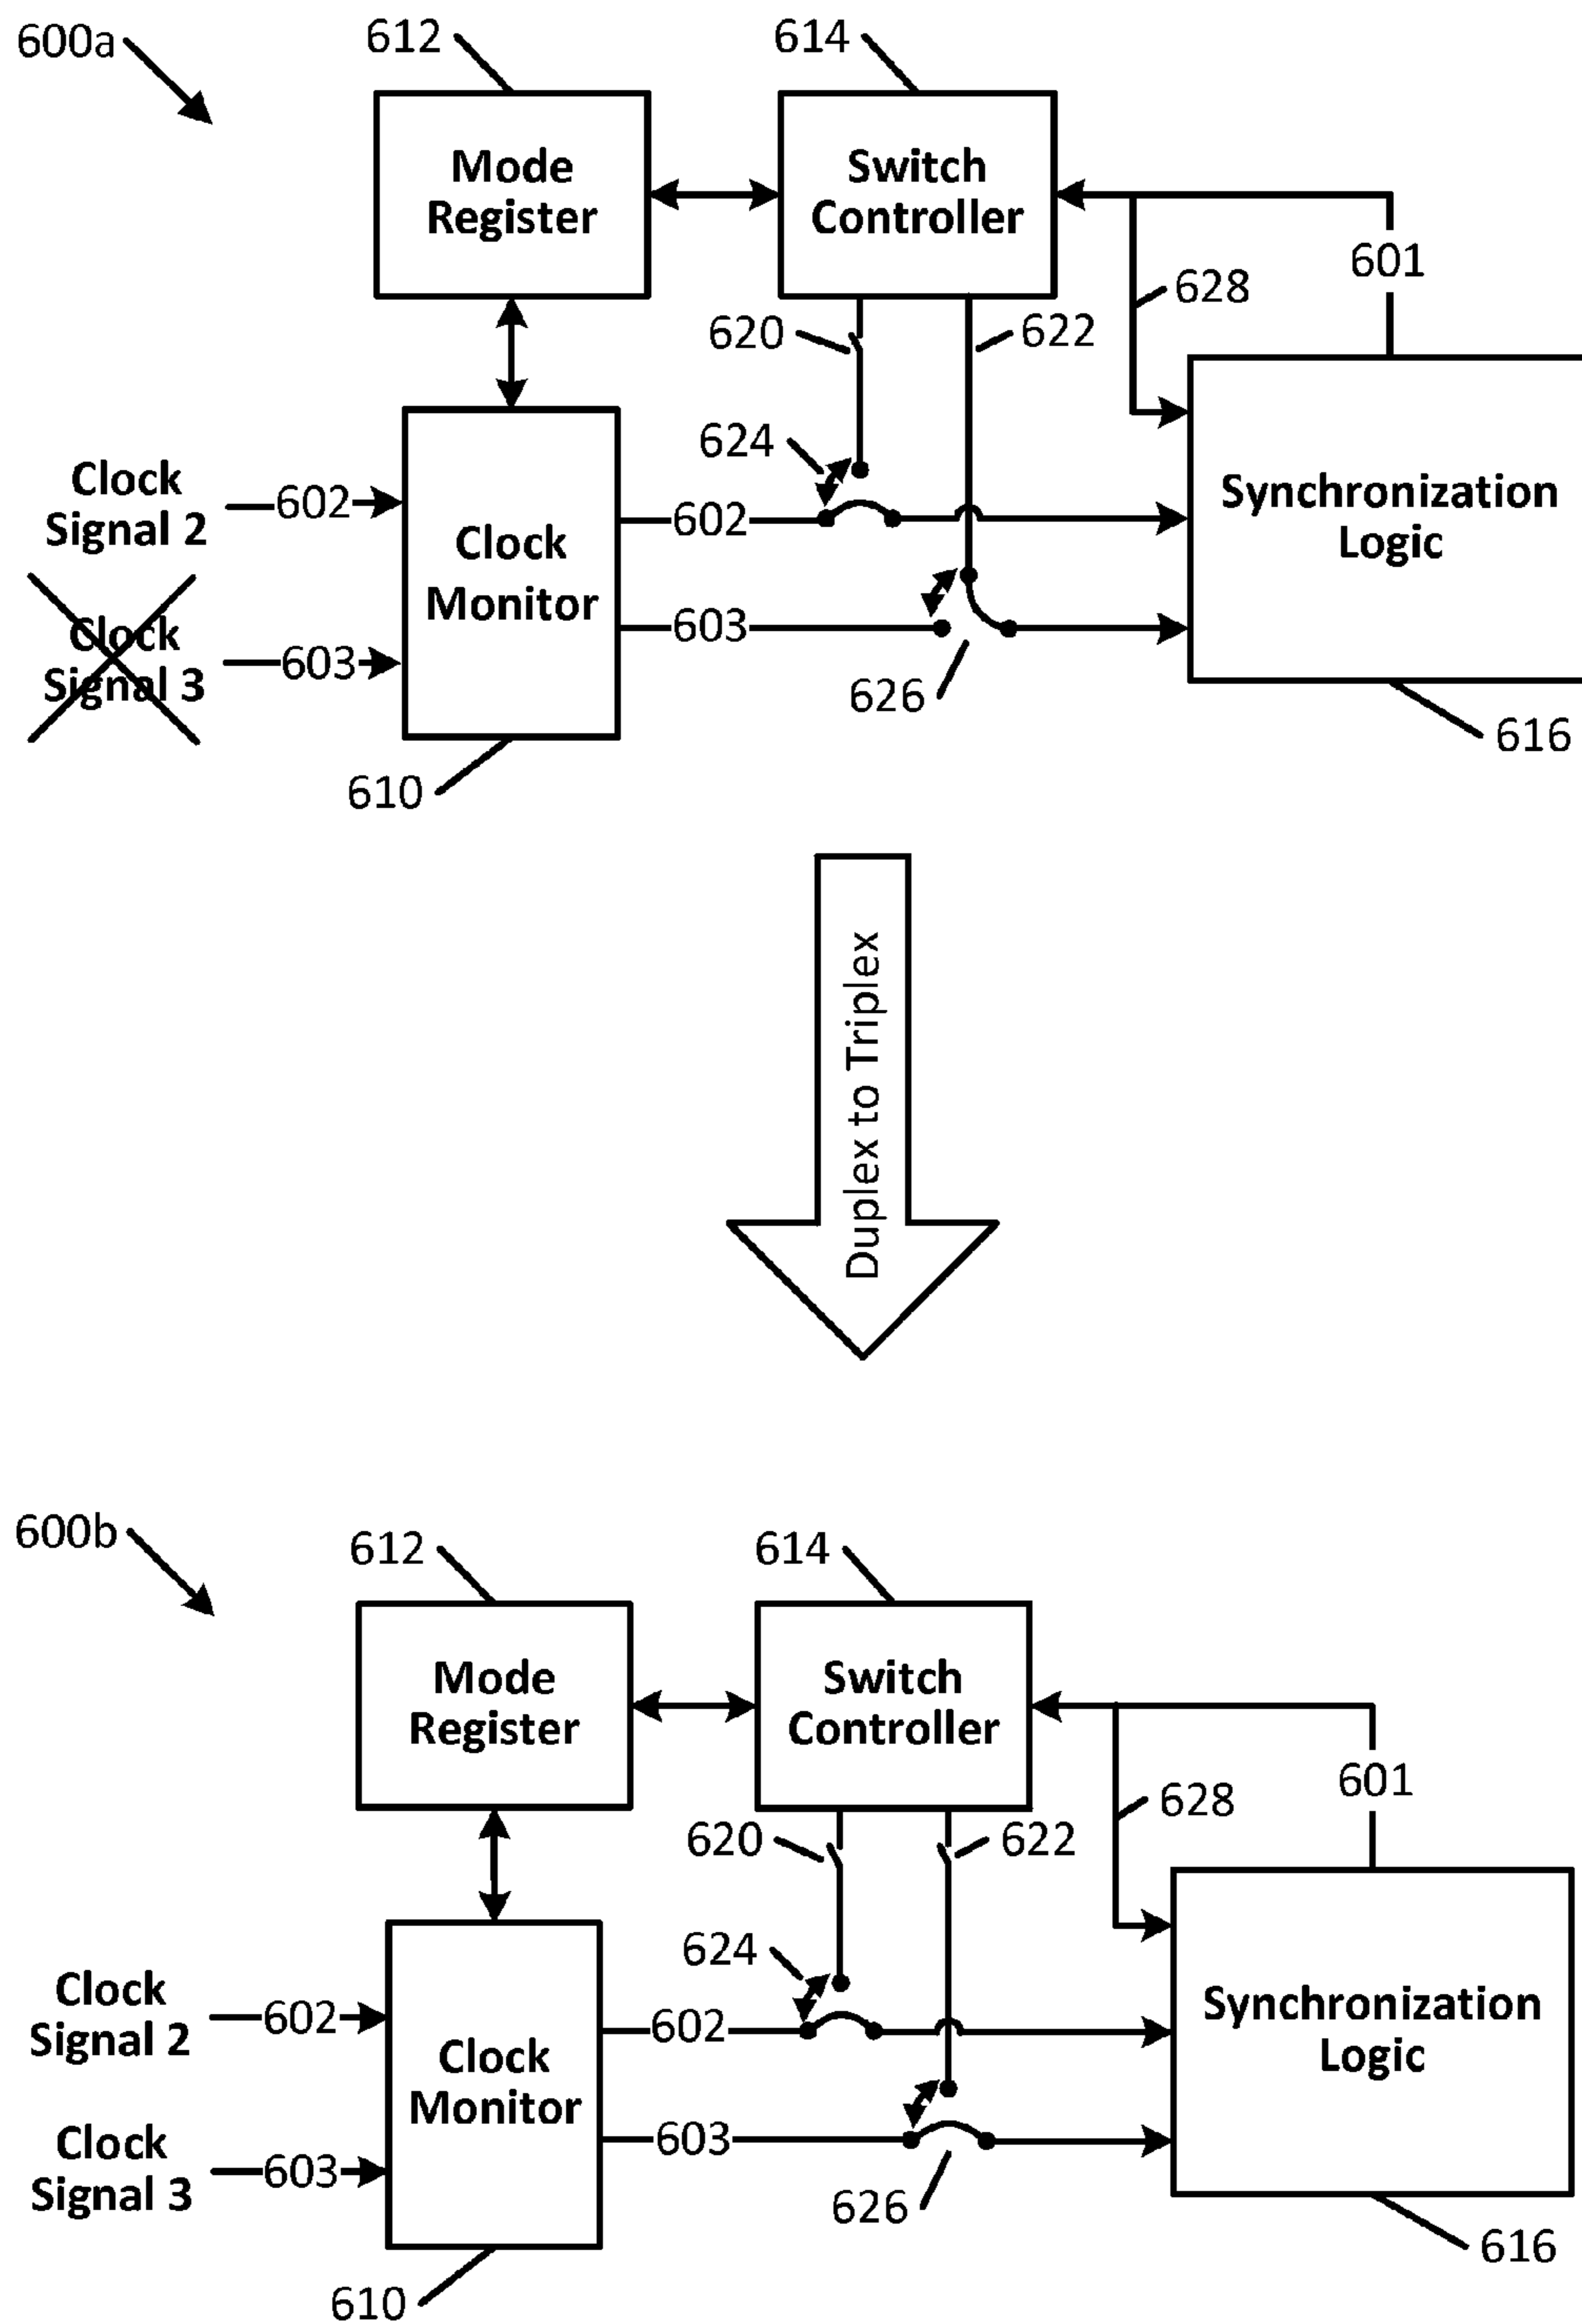 600a
612
614
Mode
Register
Switch
Controller
601
628
620
622
624
Clock
Signal 2
602
602
Clock
Monitor
Synchronization
Logic
Clock
Signal 3
603
603
626
616
610
Duplex to Triplex
600b
612
614
Mode
Register
Switch
Controller
601
628
620
622
624
Clock
Signal 2
602
602
Clock
Monitor
Synchronization
Logic
Clock
Signal 3
603
603
626
616
610